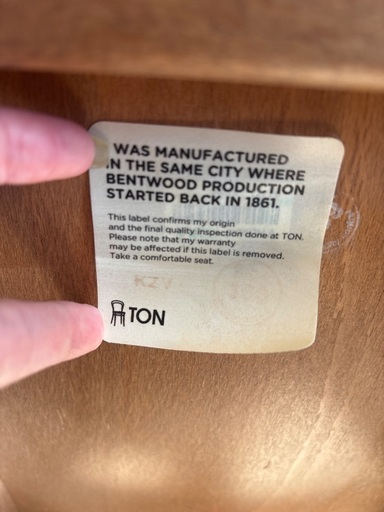 I WAS MANUFACTURED
IN THE SAME CITY WHERE
BENTWOOD PRODUCTION
STARTED BACK IN 1861.
This label confirms my origin
and the final quality inspection done at TON.
Please note that my warranty
may be affected if this label is removed.
Take a comfortable seat.
TON